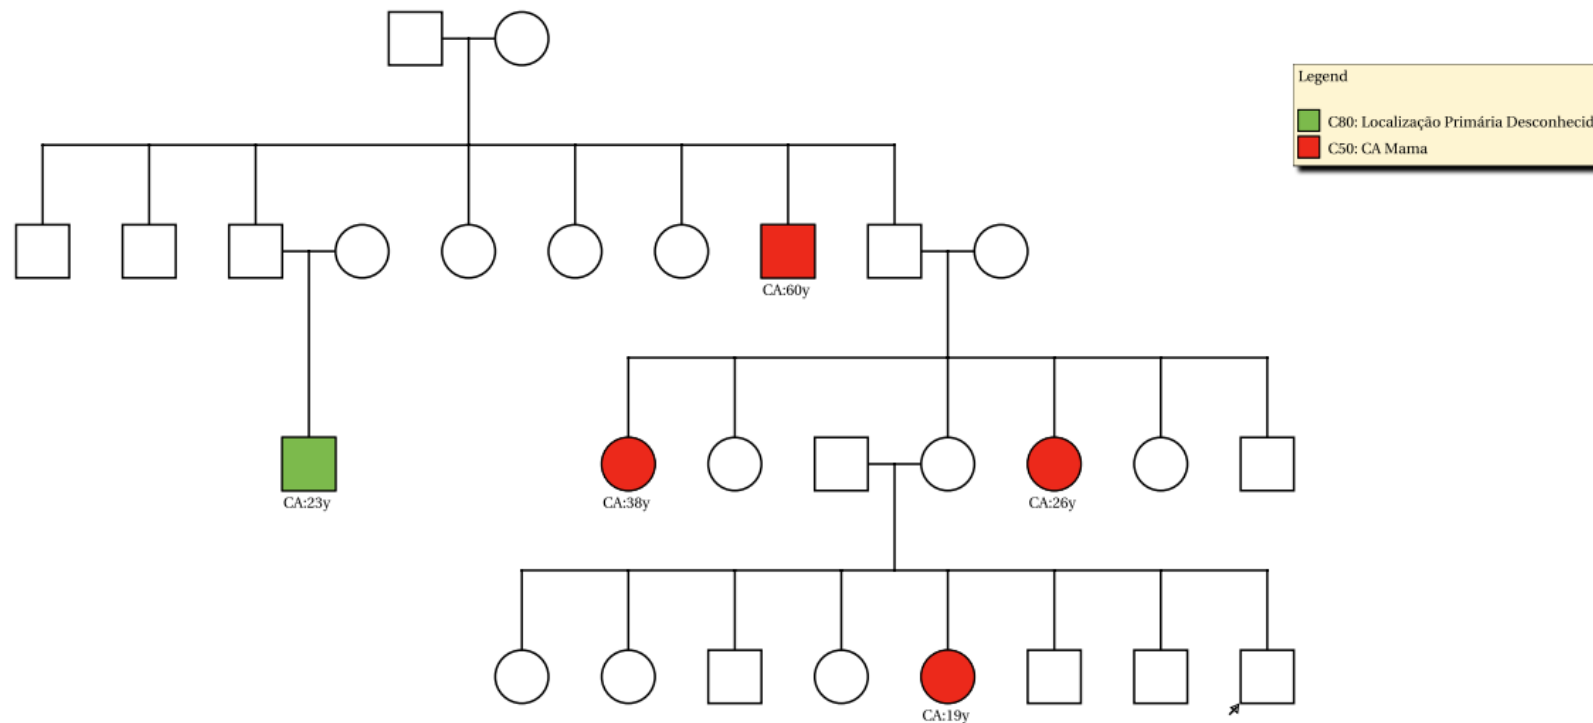 Legend
C80: Localização Primária Desconhecid
C50: CA Mama
CA:60y
CA:23y
CA:38y
CA:26y
CA:19y